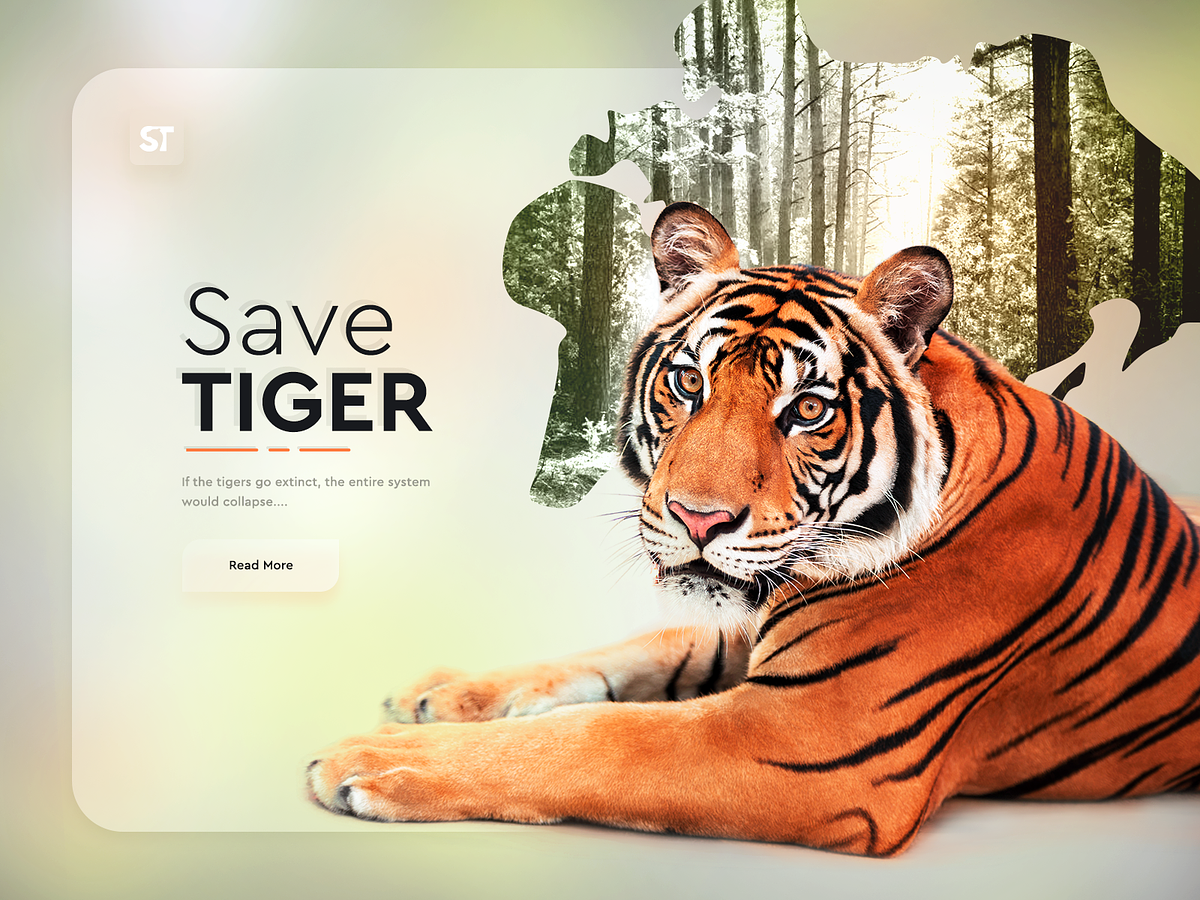 ST
Save
TIGER
If the tigers go extinct, the entire system
would collapse....
Read More